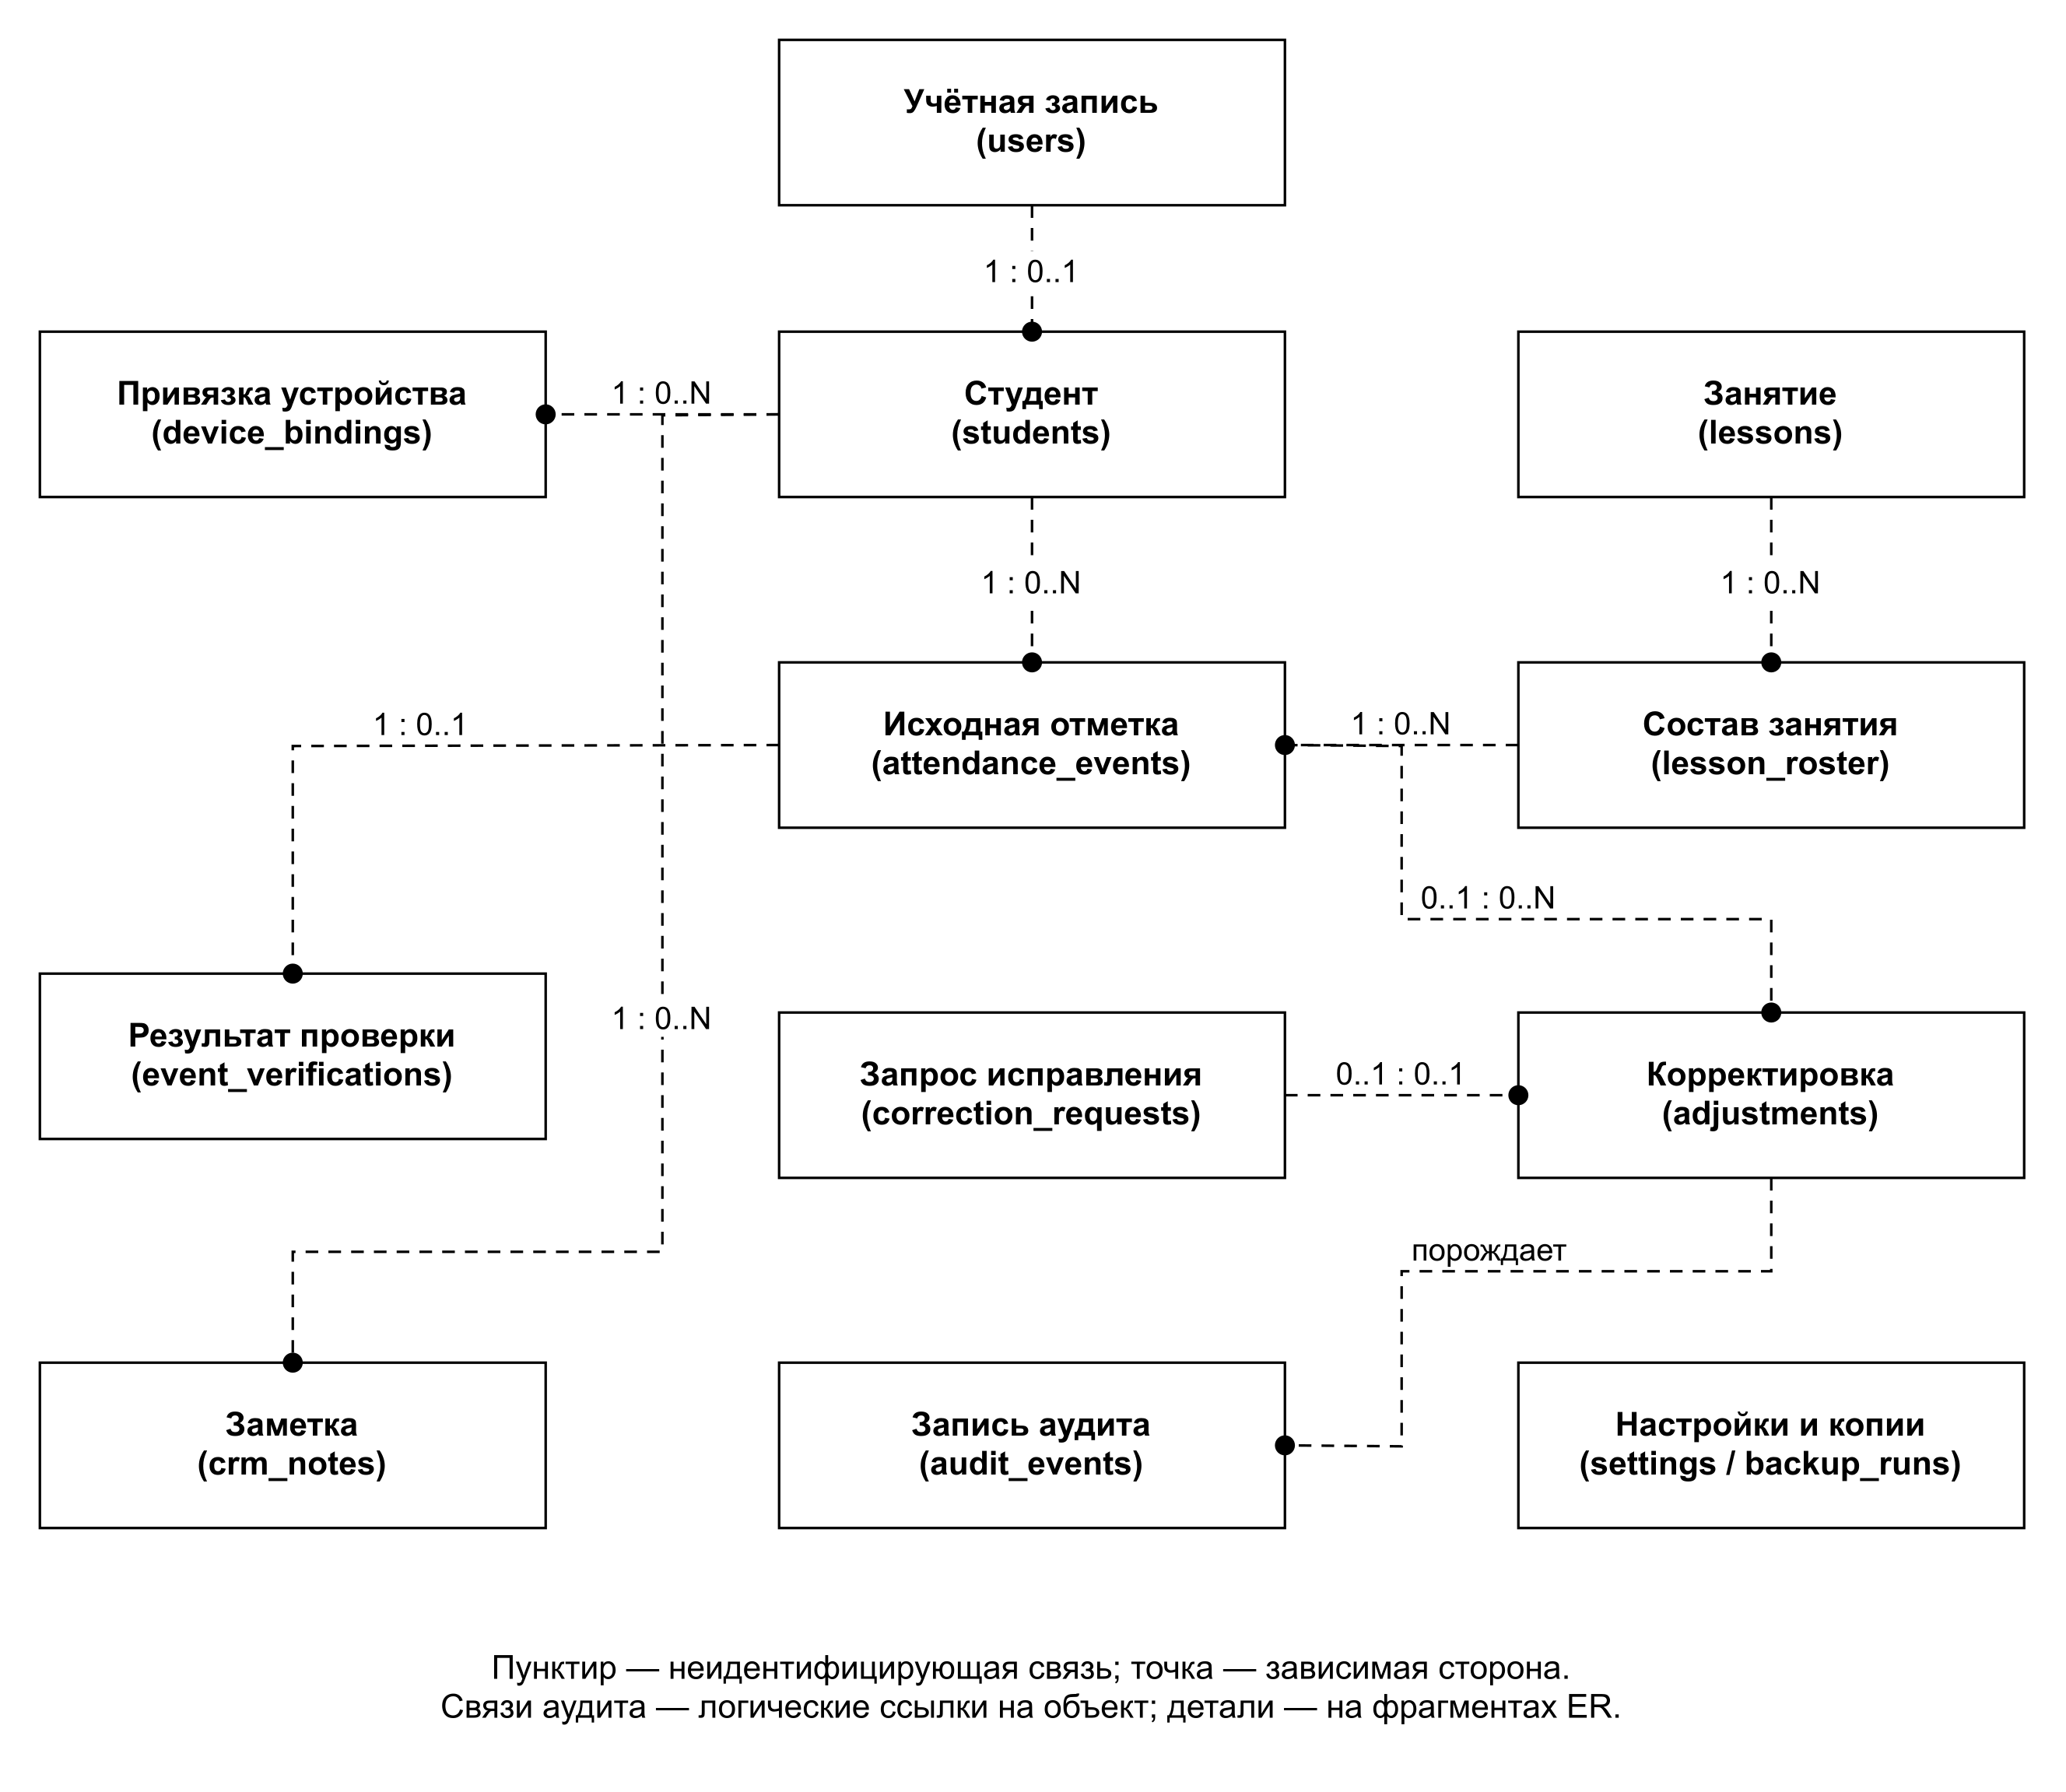 Учётная запись
(users)
1 : 0..1
Привязка устройства
(device_bindings)
1 : 0..N
Студент
(students)
Занятие
(lessons)
1 : 0..N
1 : 0..N
1 : 0..1
Исходная отметка
(attendance_events)
1 : 0..N
Состав занятия
(lesson_roster)
0..1 : 0..N
Результат проверки
(event_verifications)
1 : 0..N
Запрос исправления
(correction_requests)
0..1 : 0..1
Корректировка
(adjustments)
порождает
Заметка
(crm_notes)
Запись аудита
(audit_events)
Настройки и копии
(settings / backup_runs)
Пунктир — неидентифицирующая связь; точка — зависимая сторона.
Связи аудита — логические ссылки на объект; детали — на фрагментах ER.